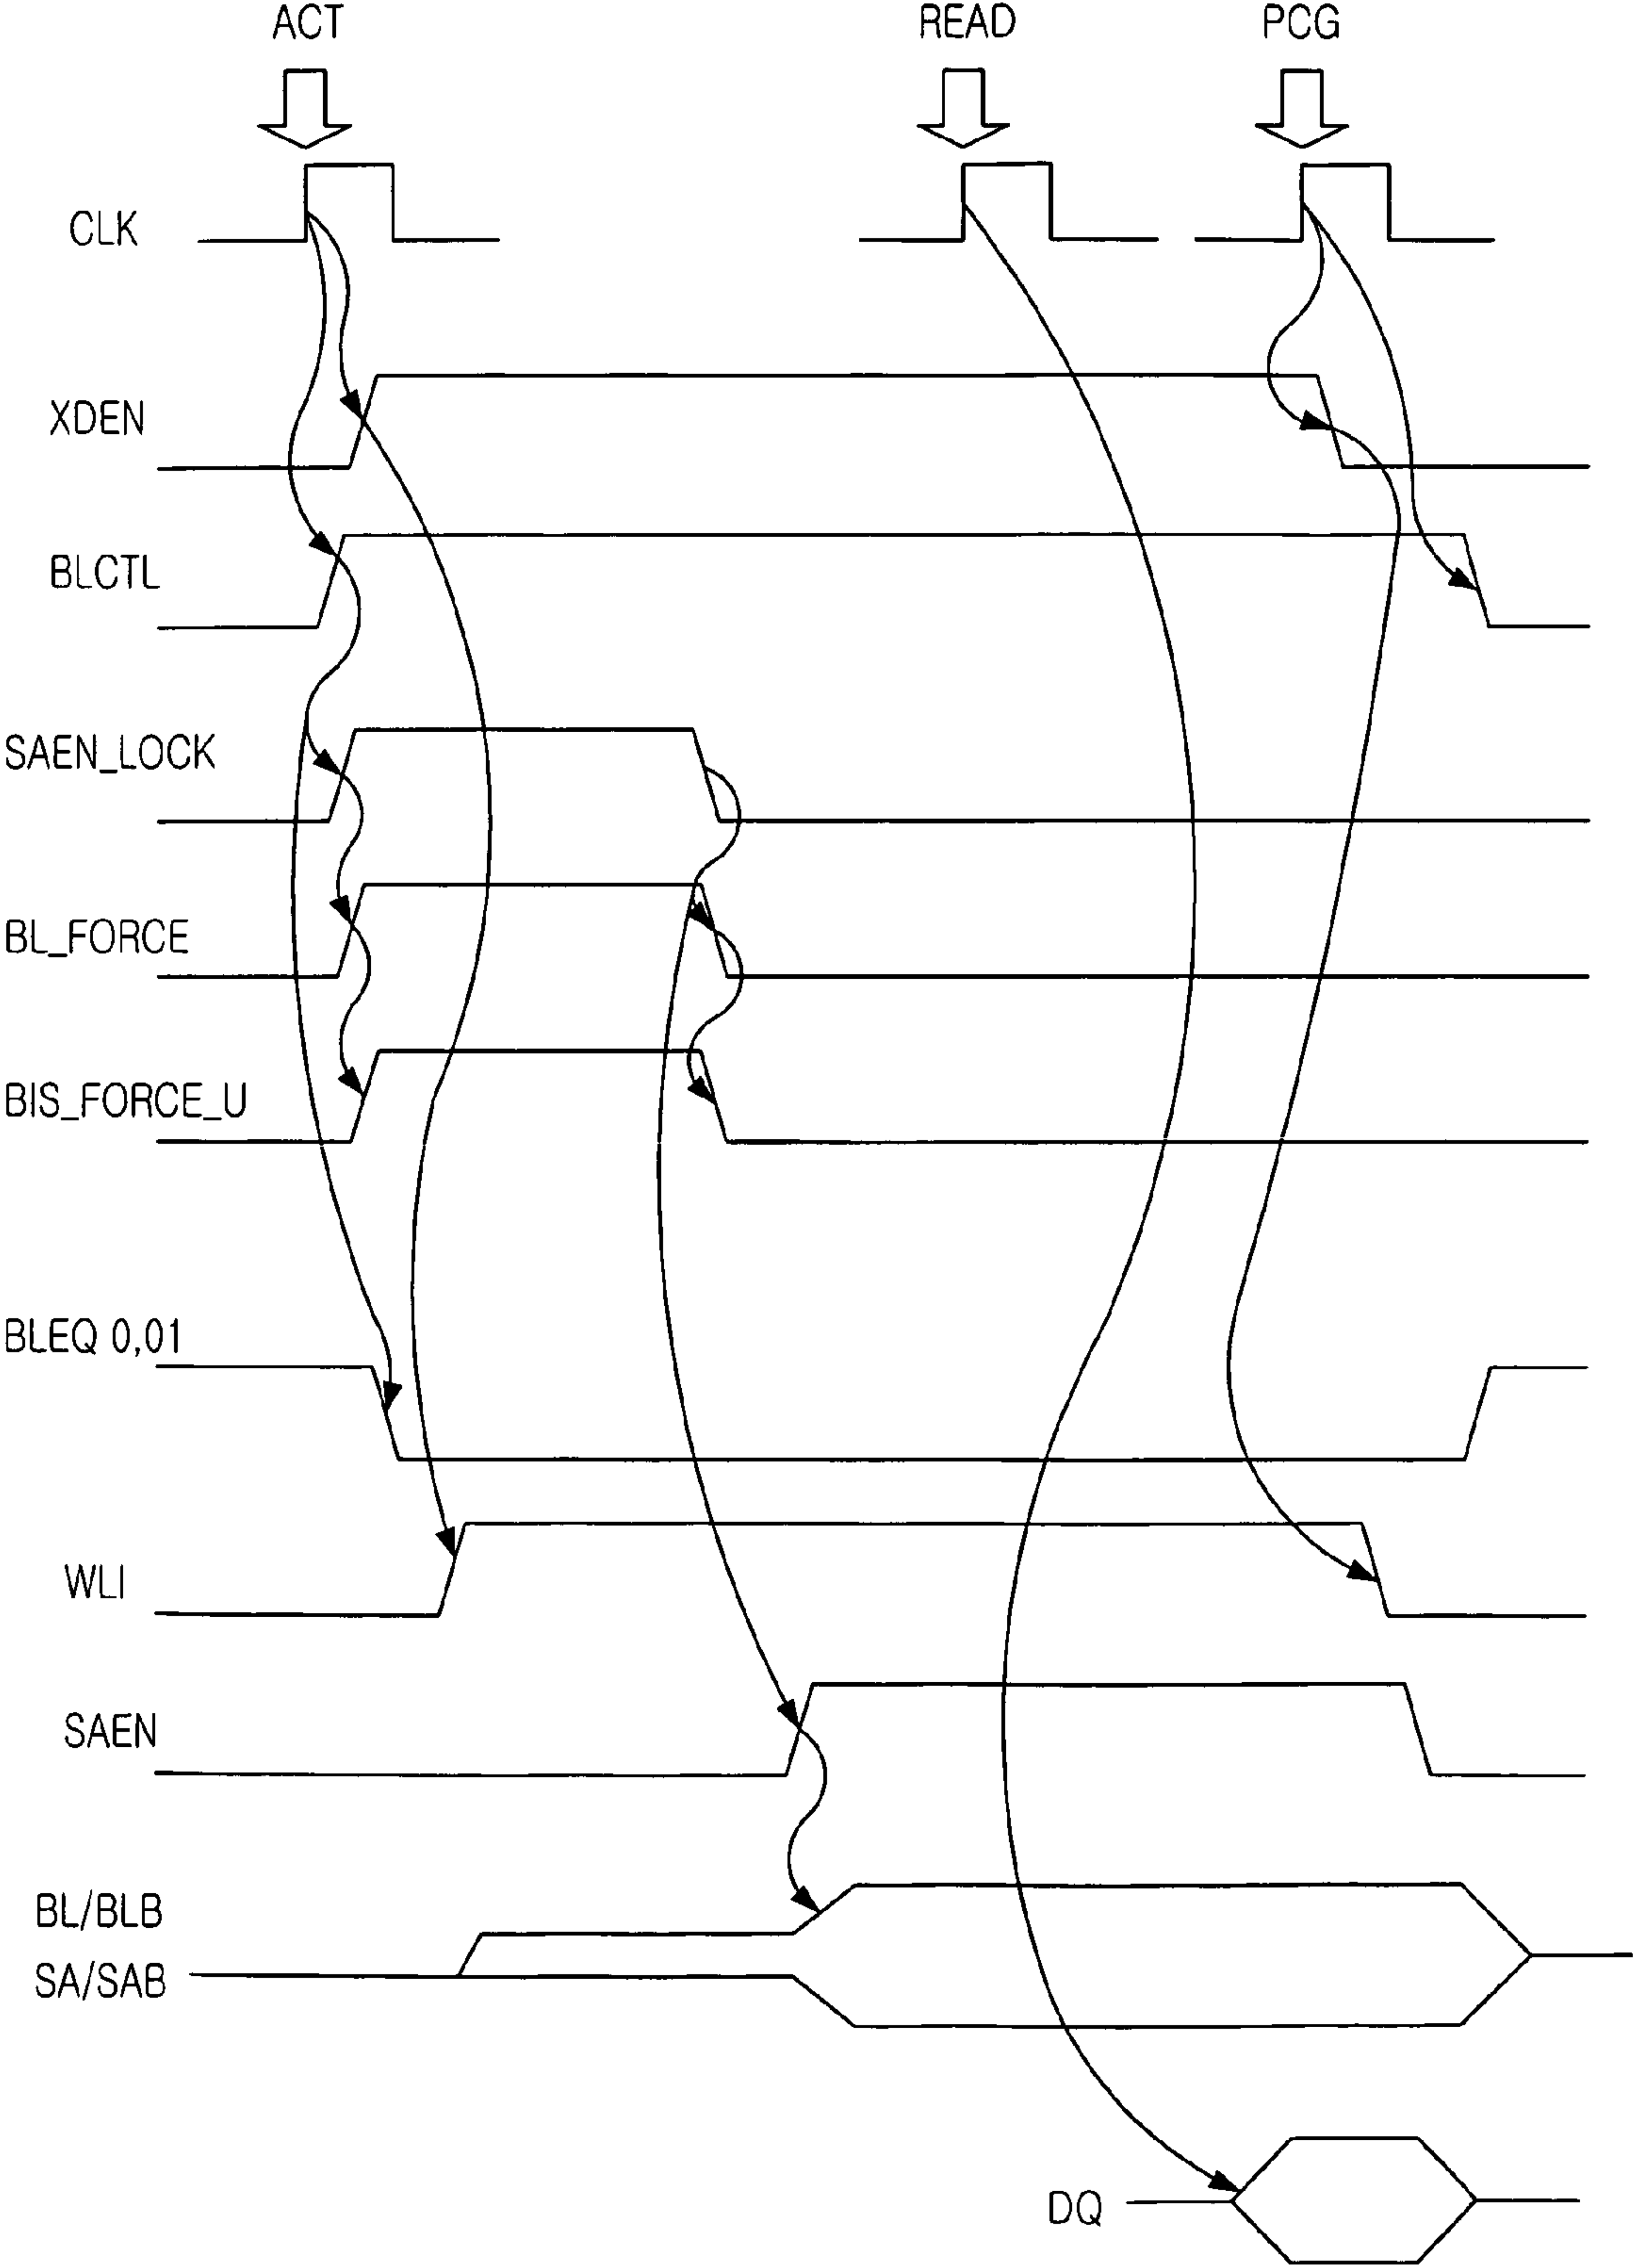 ACT READ PCG
CLK
XDEN
BLCTL
SAEN_LOCK
BL_FORCE
BIS_FORCE_U
BLEQ 0,01
WLI
SAEN
BL/BLB
SA/SAB
DQ